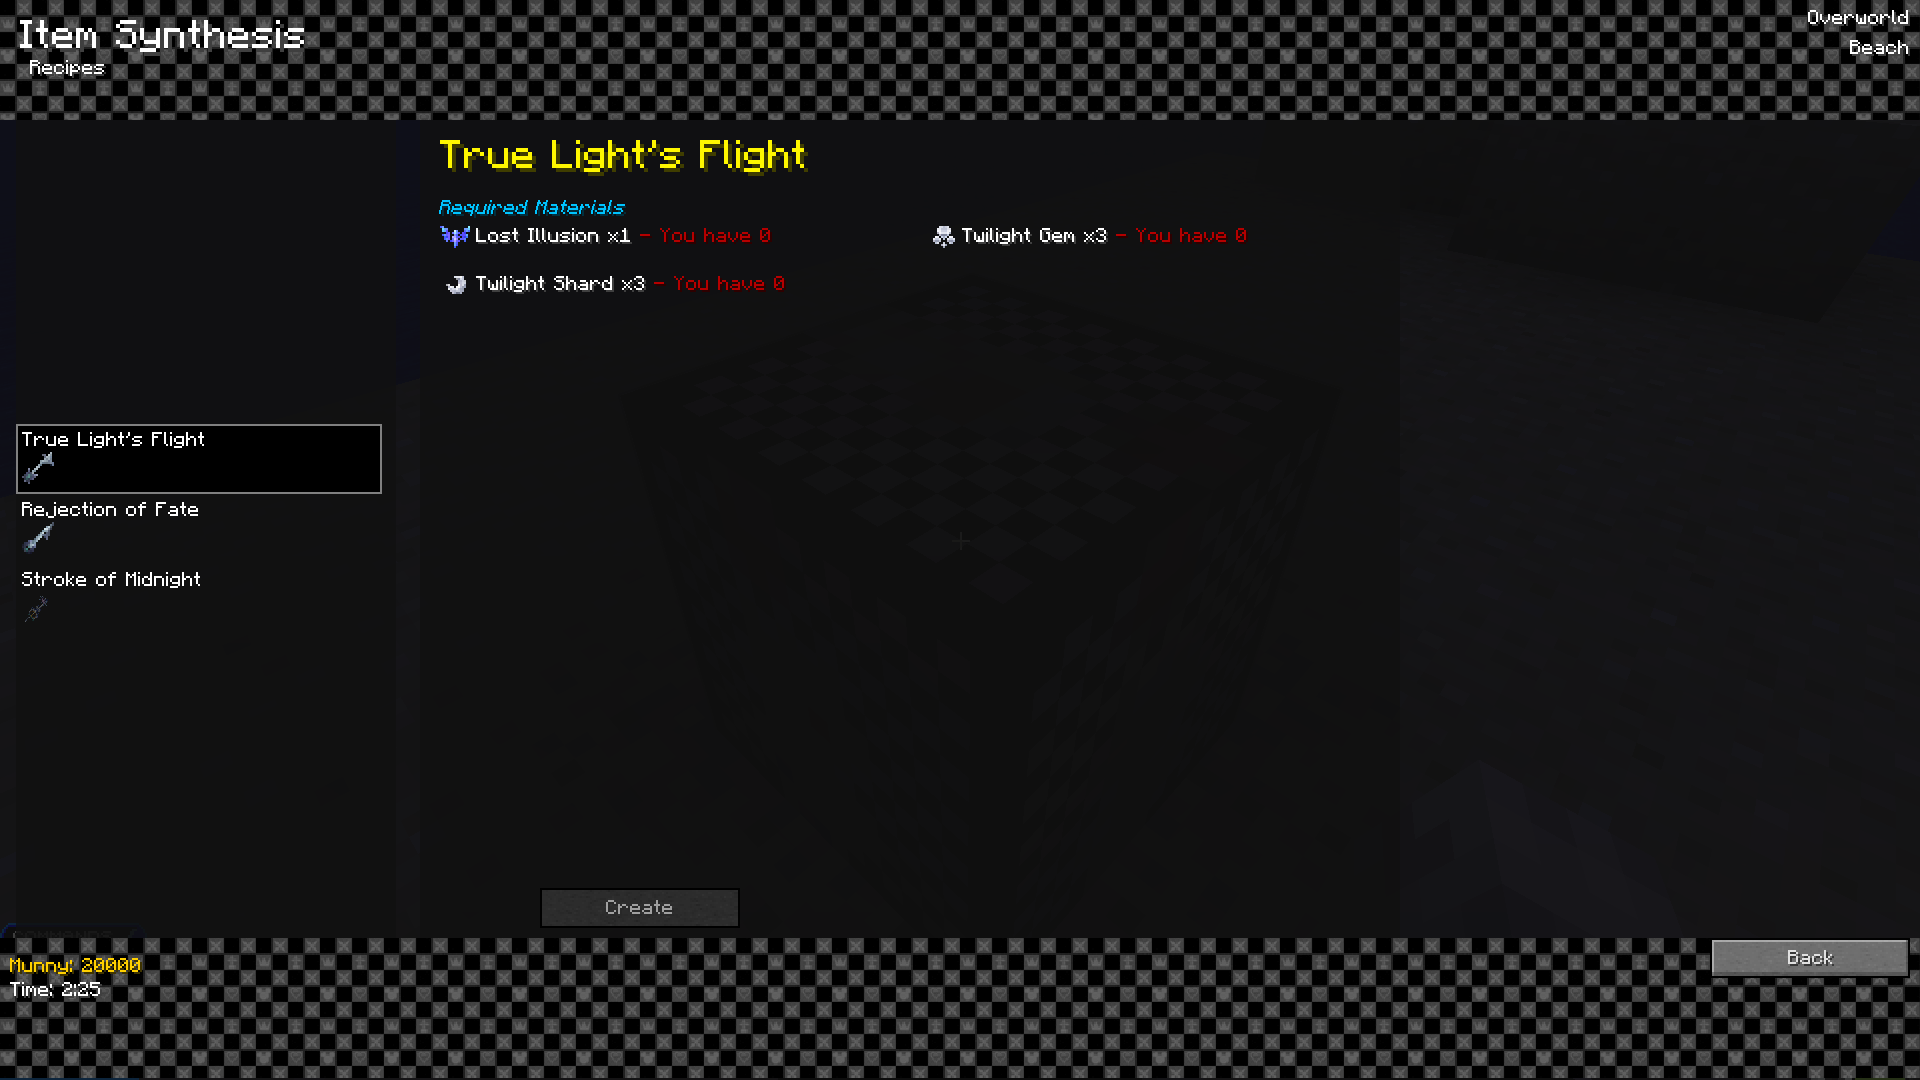 Item Synthesis
Recipes
Overworld
Beach
True Light's Flight
Required Materials
Lost Illusion x1 - You have 0
Twilight Gem x3 - You have 0
Twilight Shard x3 - You have 0
True Light's Flight
Rejection of Fate
Stroke of Midnight
Create
COMMANDS
Munny: 20000
Time: 2:25
Back